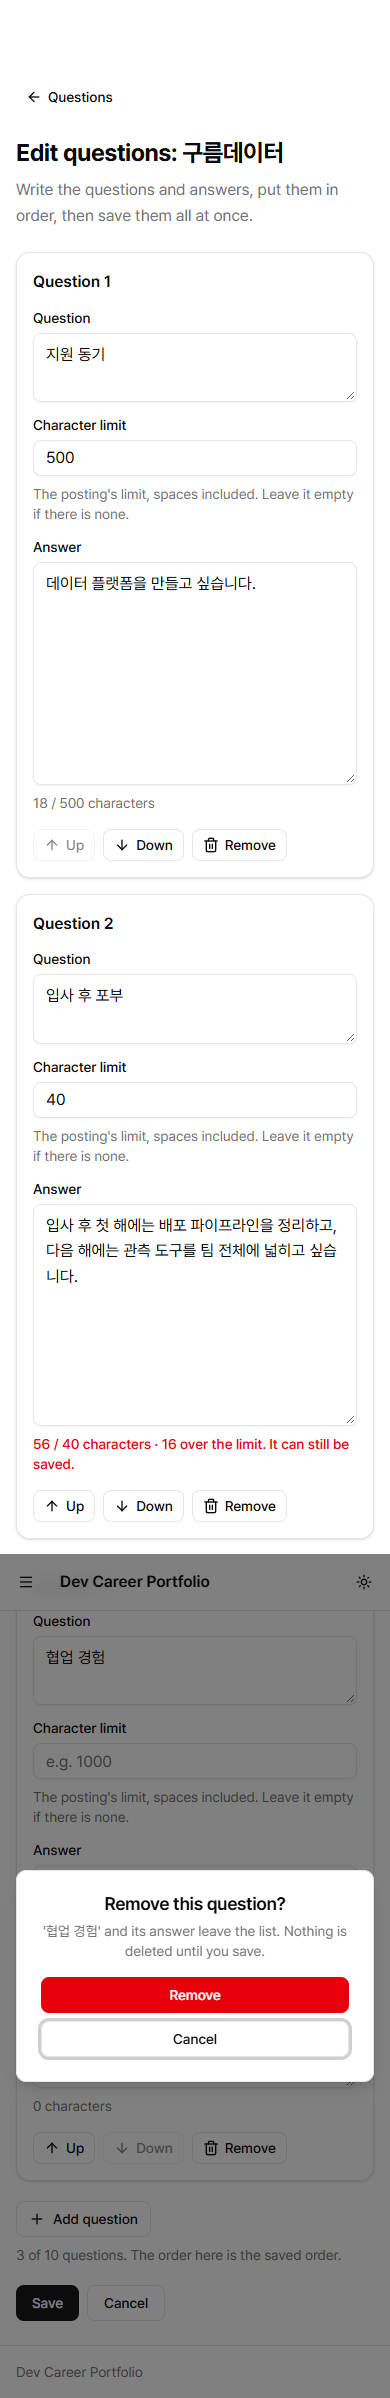 Questions
Edit questions: 구름데이터
Write the questions and answers, put them in
order, then save them all at once.
Question 1
Question
지원 동기
Character limit
500
The posting's limit, spaces included. Leave it empty
if there is none.
Answer
데이터 플랫폼을 만들고 싶습니다.
18 / 500 characters
Up Down Remove
Question 2
Question
입사 후 포부
Character limit
40
The posting's limit, spaces included. Leave it empty
if there is none.
Answer
입사 후 첫 해에는 배포 파이프라인을 정리하고,
다음 해에는 관측 도구를 팀 전체에 넓히고 싶습
니다.
56 / 40 characters · 16 over the limit. It can still be
saved.
Up Down Remove
Dev Career Portfolio
Question
협업 경험
Character limit
e.g. 1000
The posting's limit, spaces included. Leave it empty
if there is none.
Answer
Remove this question?
'협업 경험' and its answer leave the list. Nothing is
deleted until you save.
Remove
Cancel
0 characters
Up Down Remove
Add question
3 of 10 questions. The order here is the saved order.
Save Cancel
Dev Career Portfolio